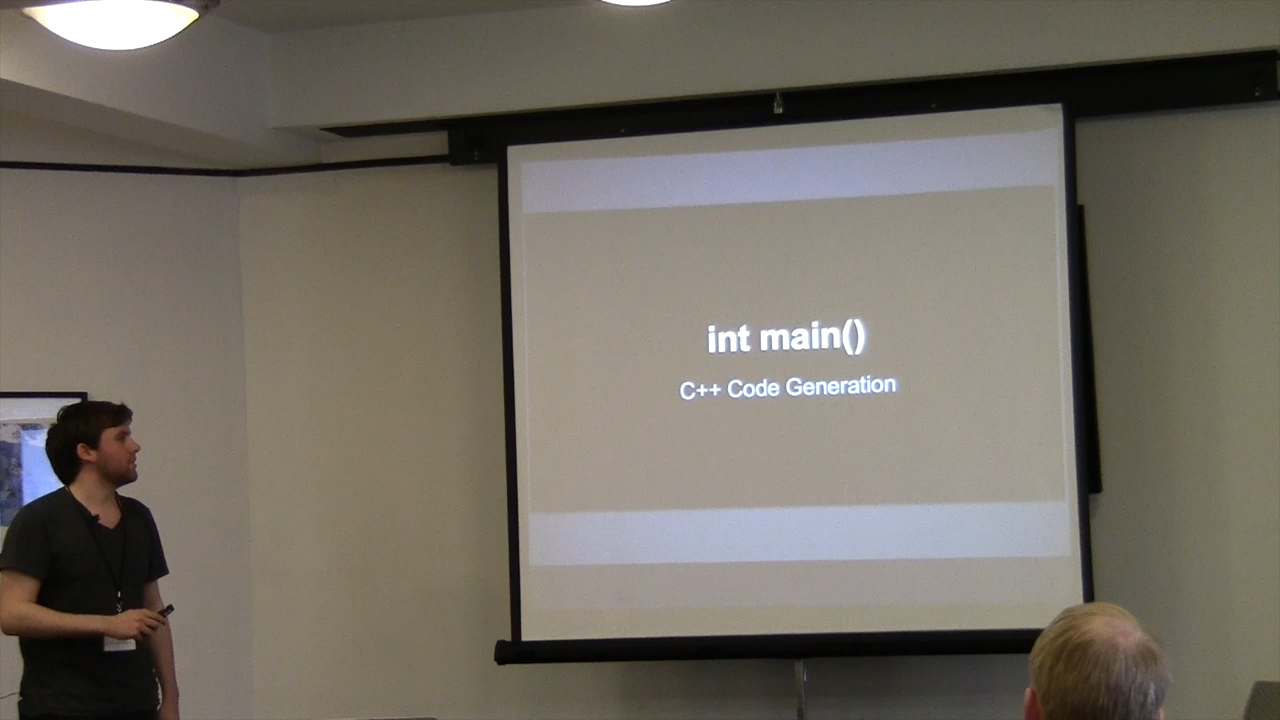 int main()
C++ Code Generation